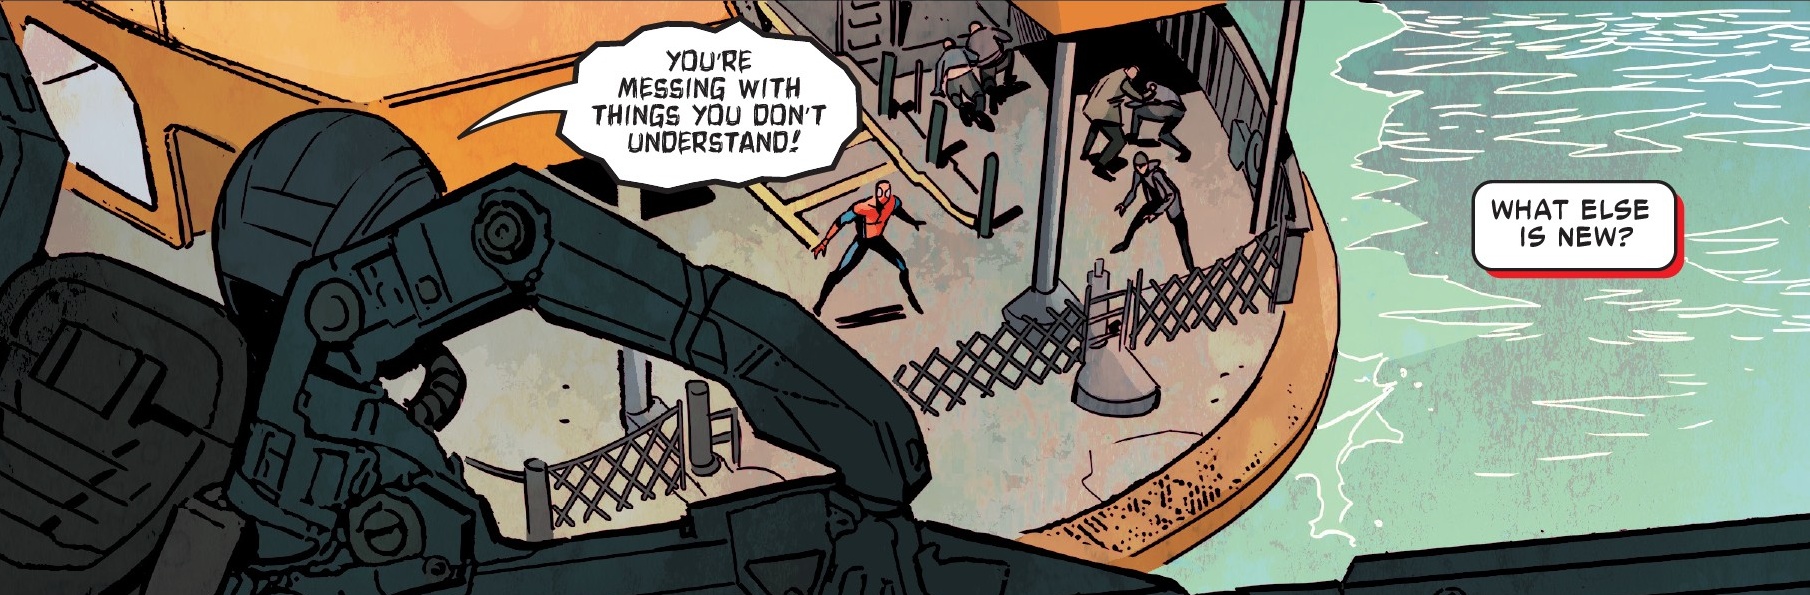 YOU'RE
MESSING WITH
THINGS YOU DON'T
UNDERSTAND!
WHAT ELSE
IS NEW?